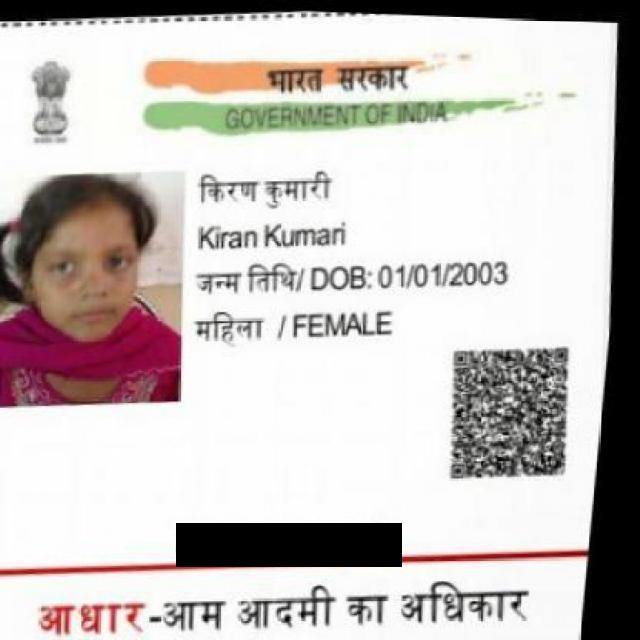 भारत सरकार
GOVERNMENT OF INDIA
किरण कुमारी
Kiran Kumari
जन्म तिथि/ DOB: 01/01/2003
महिला / FEMALE
आधार-आम आदमी का अधिकार